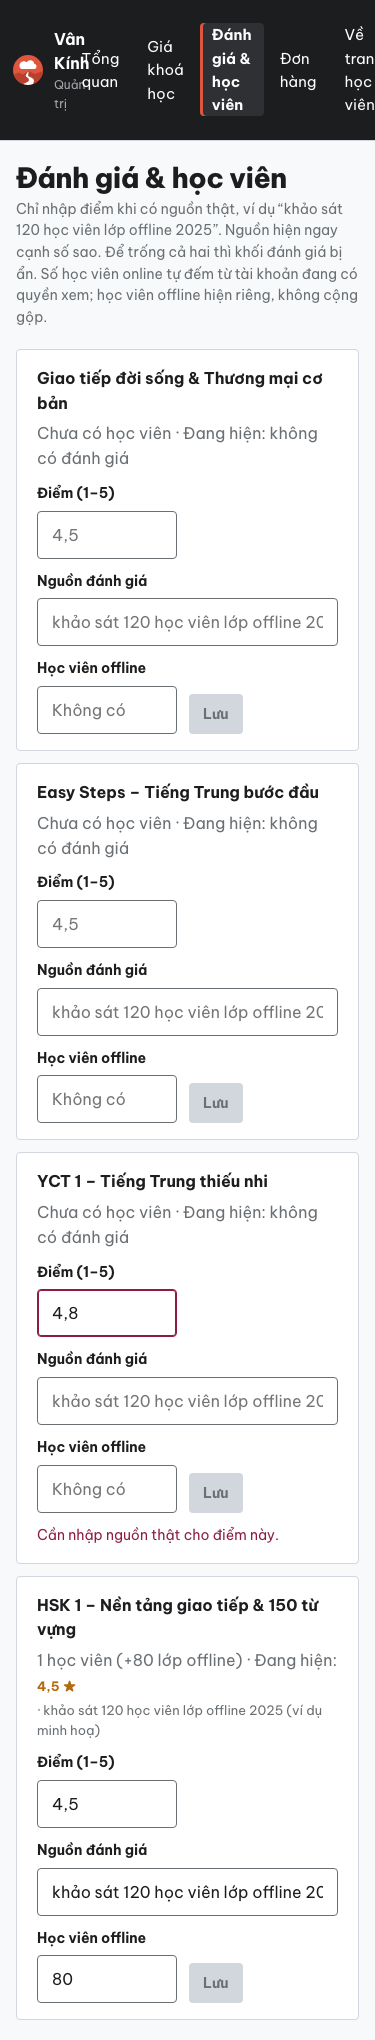 Vân
Kính
Quản
trị
Tổng
quan
Giá
khoá
học
Đánh
giá &
học
viên
Đơn
hàng
Về
tran
học
viên
Đánh giá & học viên
Chỉ nhập điểm khi có nguồn thật, ví dụ “khảo sát
120 học viên lớp offline 2025”. Nguồn hiện ngay
cạnh số sao. Để trống cả hai thì khối đánh giá bị
ẩn. Số học viên online tự đếm từ tài khoản đang có
quyền xem; học viên offline hiện riêng, không cộng
gộp.
Giao tiếp đời sống & Thương mại cơ
bản
Chưa có học viên · Đang hiện: không
có đánh giá
Điểm (1–5)
4,5
Nguồn đánh giá
khảo sát 120 học viên lớp offline 20
Học viên offline
Không có
Lưu
Easy Steps – Tiếng Trung bước đầu
Chưa có học viên · Đang hiện: không
có đánh giá
Điểm (1–5)
4,5
Nguồn đánh giá
khảo sát 120 học viên lớp offline 20
Học viên offline
Không có
Lưu
YCT 1 – Tiếng Trung thiếu nhi
Chưa có học viên · Đang hiện: không
có đánh giá
Điểm (1–5)
4,8
Nguồn đánh giá
khảo sát 120 học viên lớp offline 20
Học viên offline
Không có
Lưu
Cần nhập nguồn thật cho điểm này.
HSK 1 – Nền tảng giao tiếp & 150 từ
vựng
1 học viên (+80 lớp offline) · Đang hiện:
4,5 ★
· khảo sát 120 học viên lớp offline 2025 (ví dụ
minh hoạ)
Điểm (1–5)
4,5
Nguồn đánh giá
khảo sát 120 học viên lớp offline 20
Học viên offline
80
Lưu